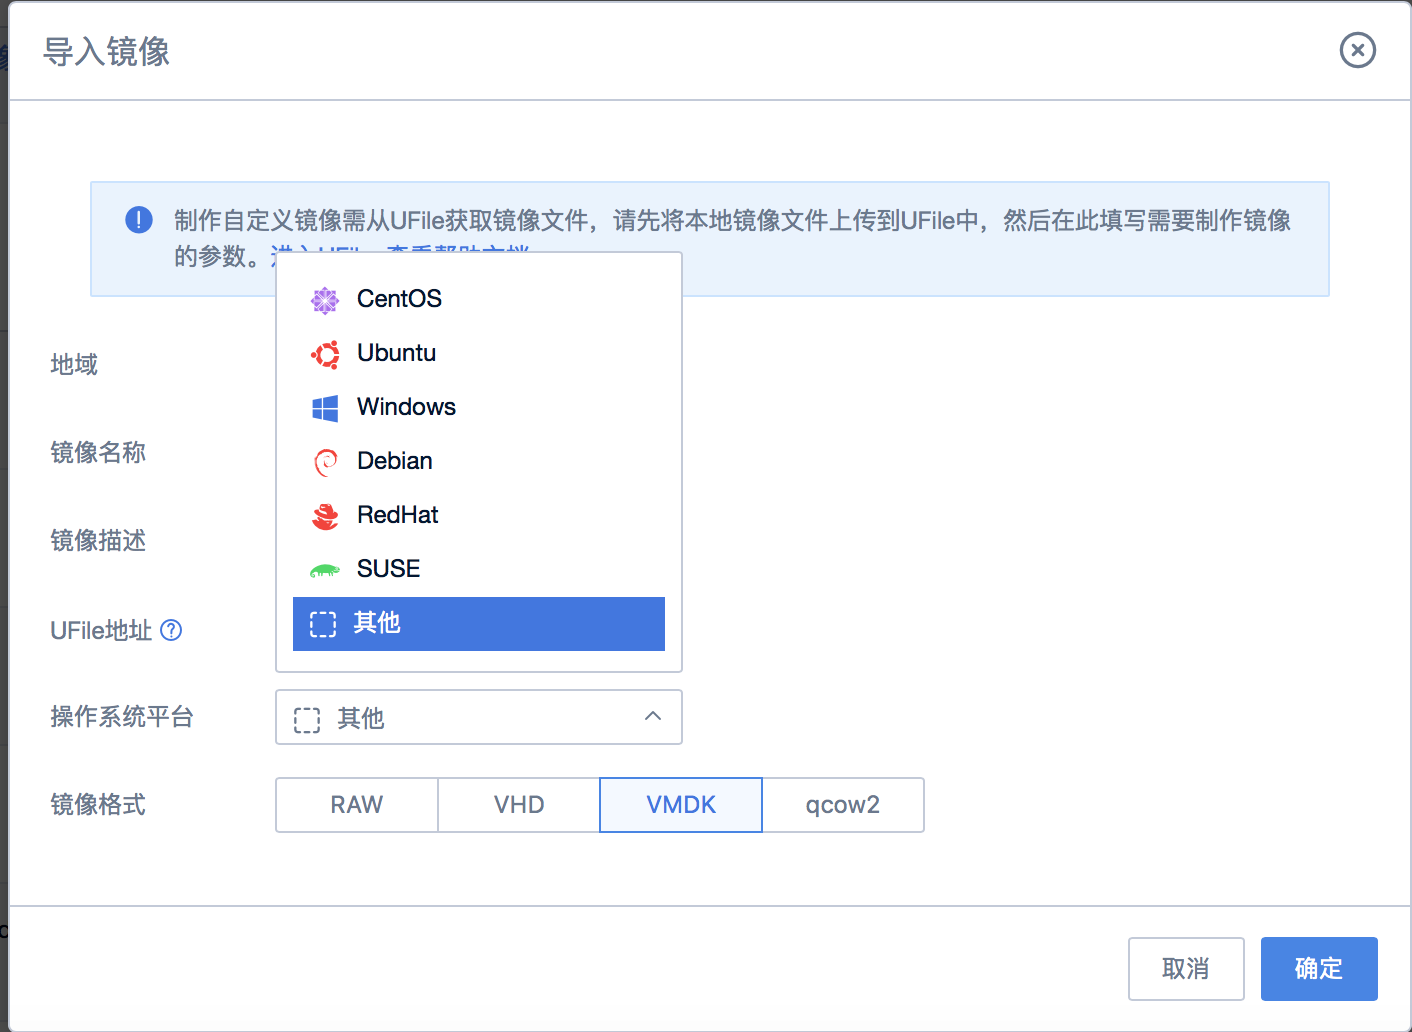 导入镜像
制作自定义镜像需从UFile获取镜像文件，请先将本地镜像文件上传到UFile中，然后在此填写需要制作镜像
的参数。
CentOS
Ubuntu
地域
Windows
镜像名称
Debian
RedHat
镜像描述
SUSE
其他
UFile地址
操作系统平台
其他
镜像格式
RAW
VHD
VMDK
qcow2
取消
确定